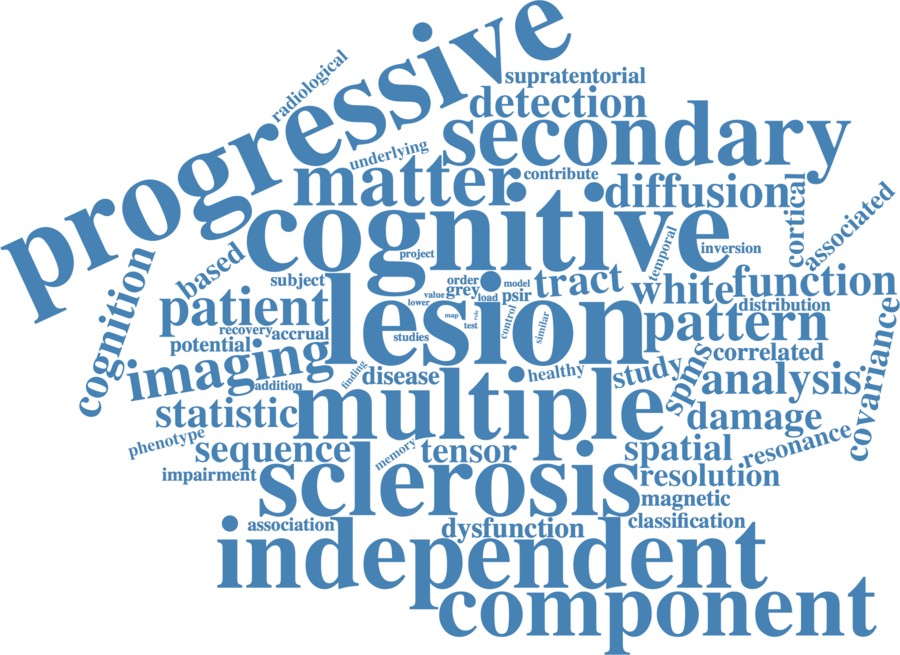 progressive
radiological
supratentorial
detection
secondary
underlying
matter
contribute
diffusion
cortical
associated
cognitive
project
temporal
inversion
cognition
based
subject
order
model
tract
white
function
patient
lower
value
grey
load
psir
distribution
lesion
map
role
test
control
similar
pattern
recovery
accrual
potential
studies
imaging
addition
finding
disease
healthy
study
spims
correlated
analysis
covariance
multiple
statistic
damage
phenotype
sequence
memory
tensor
spatial
resonance
impairment
sclerosis
resolution
magnetic
association
dysfunction
classification
independent
component